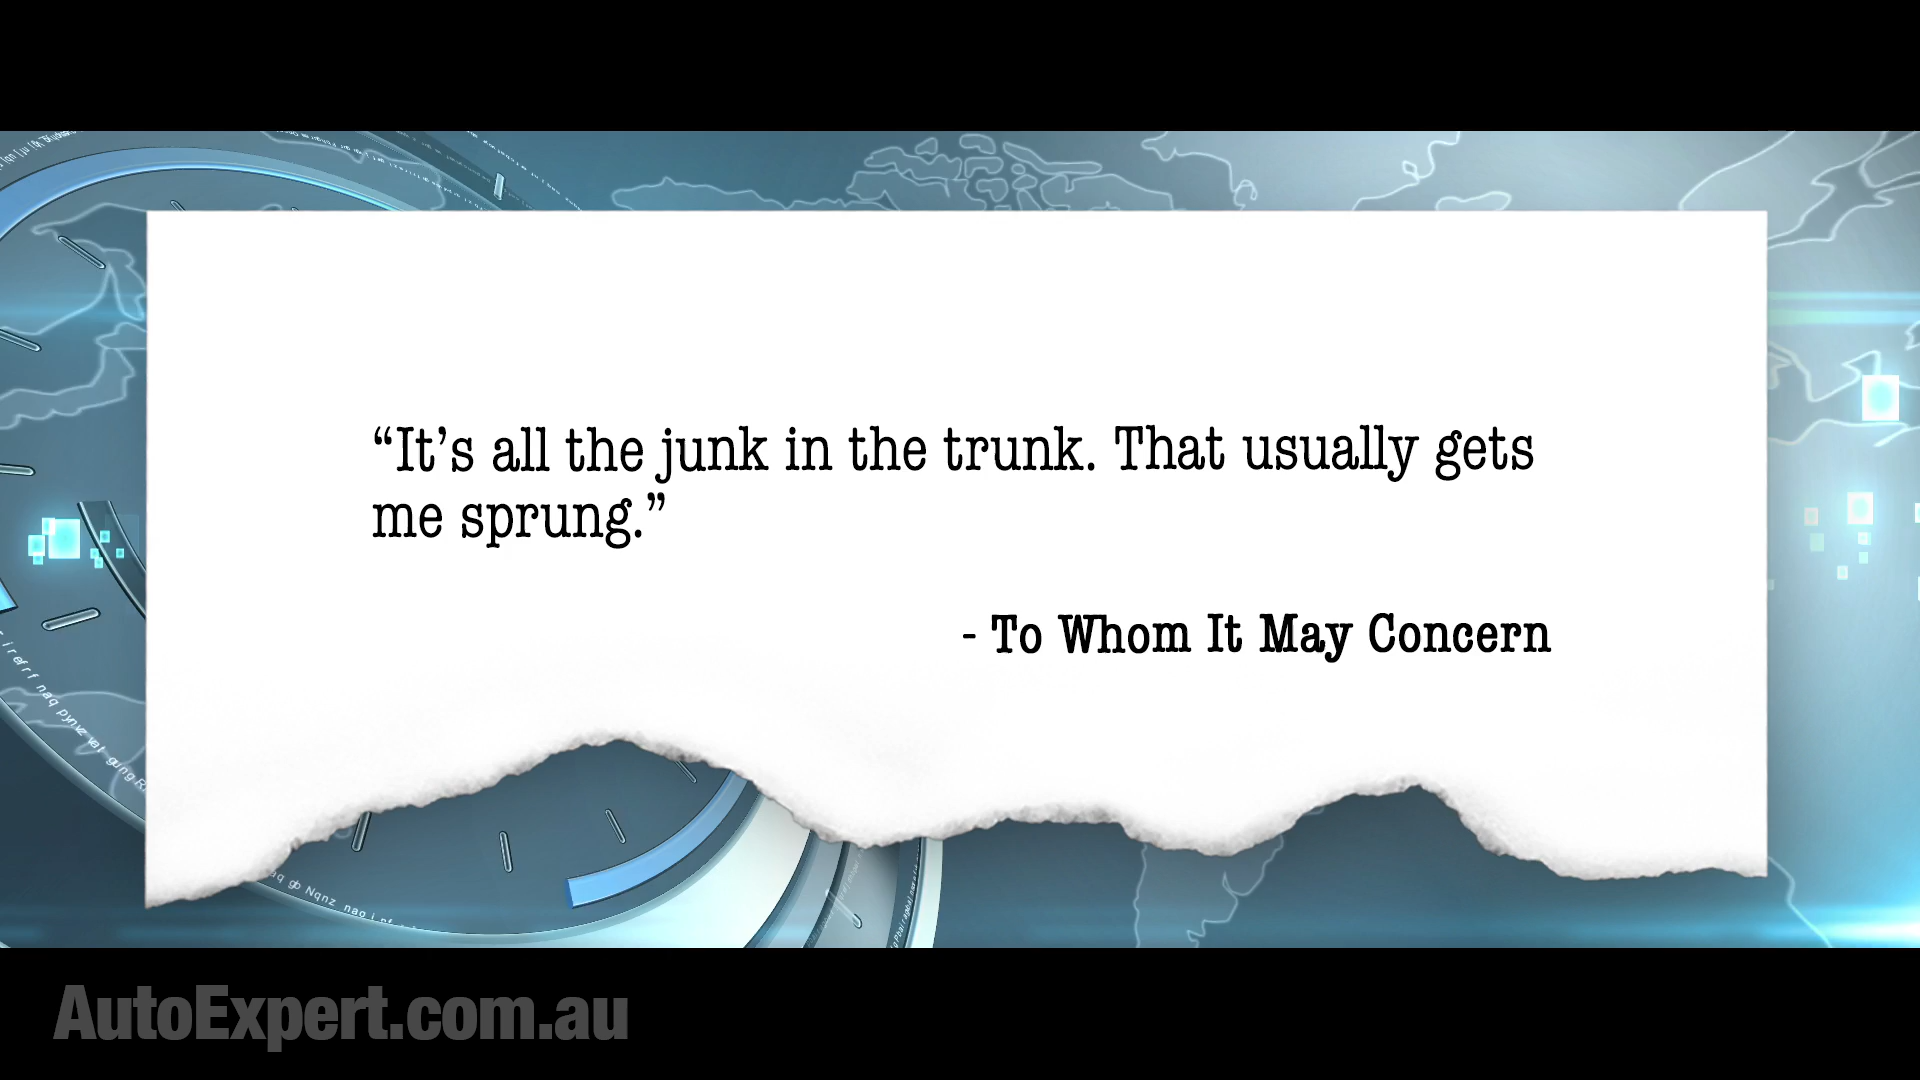 “It’s all the junk in the trunk. That usually gets
me sprung.”
- To Whom It May Concern
AutoExpert.com.au